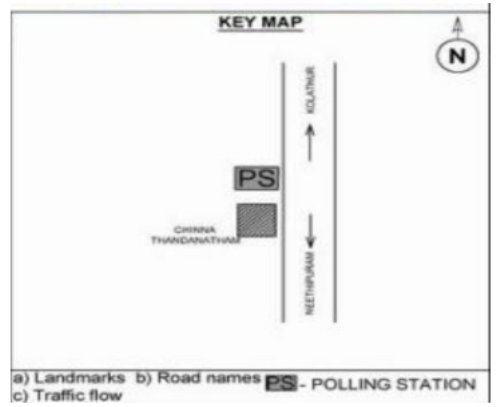 KEY MAP
N
KOLATHUR
PS
CHINNA
THANDANATHAM
NEETHIPURAM
a) Landmarks b) Road names PS - POLLING STATION
c) Traffic flow